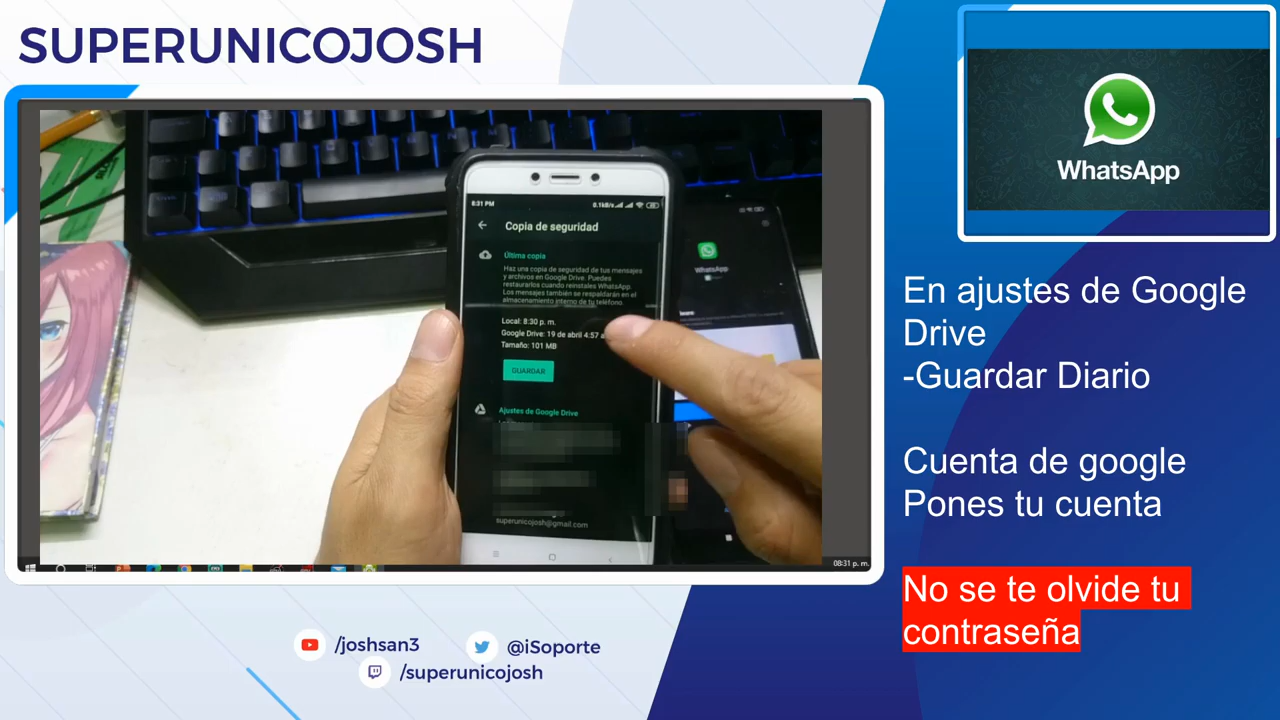 SUPERUNICOJOSH
WhatsApp
8:31 PM
8.1kB/s
Copia de seguridad
WhatsApp
Última copia
Haz una copia de seguridad de tus mensajes
y archivos en Google Drive. Puedes
restaurarlos cuando reinstales WhatsApp.
Los mensajes también se respaldarán en el
almacenamiento interno de tu teléfono.
Local: 8:30 p. m.
Google Drive: 19 de abril 4:57 a
Tamaño: 101 MB
GUARDAR
Ajustes de Google Drive
superunicojosh@gmail.com
08:31 p. m.
En ajustes de Google
Drive
-Guardar Diario
Cuenta de google
Pones tu cuenta
No se te olvide tu
contraseña
/joshsan3
@iSoporte
/superunicojosh